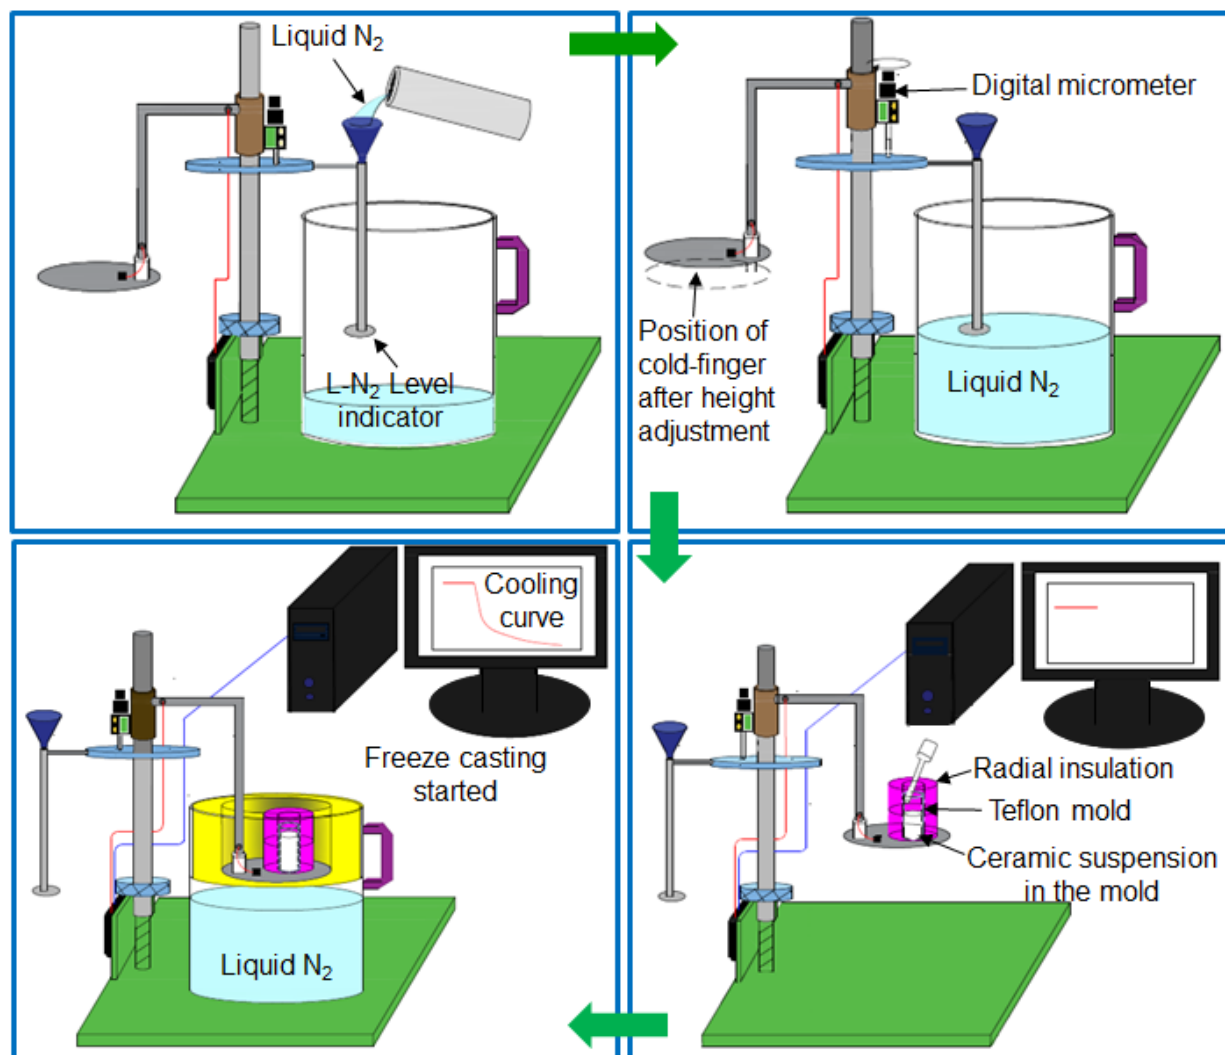 Liquid N₂
L-N₂ Level
indicator
Digital micrometer
Position of
cold-finger
after height
adjustment
Liquid N₂
Radial insulation
Teflon mold
Ceramic suspension
in the mold
Cooling
curve
Freeze casting
started
Liquid N₂